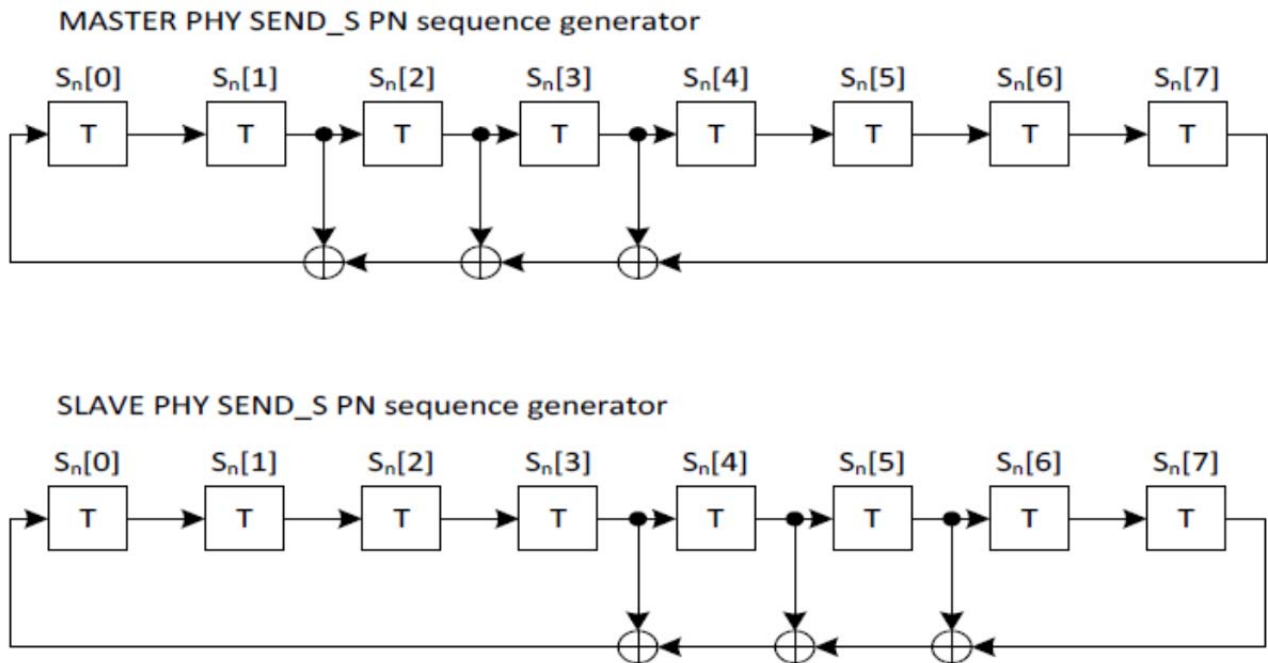 MASTER PHY SEND_S PN sequence generator
Sₙ[0] Sₙ[1] Sₙ[2] Sₙ[3] Sₙ[4] Sₙ[5] Sₙ[6] Sₙ[7]
T T T T T T T T
SLAVE PHY SEND_S PN sequence generator
Sₙ[0] Sₙ[1] Sₙ[2] Sₙ[3] Sₙ[4] Sₙ[5] Sₙ[6] Sₙ[7]
T T T T T T T T